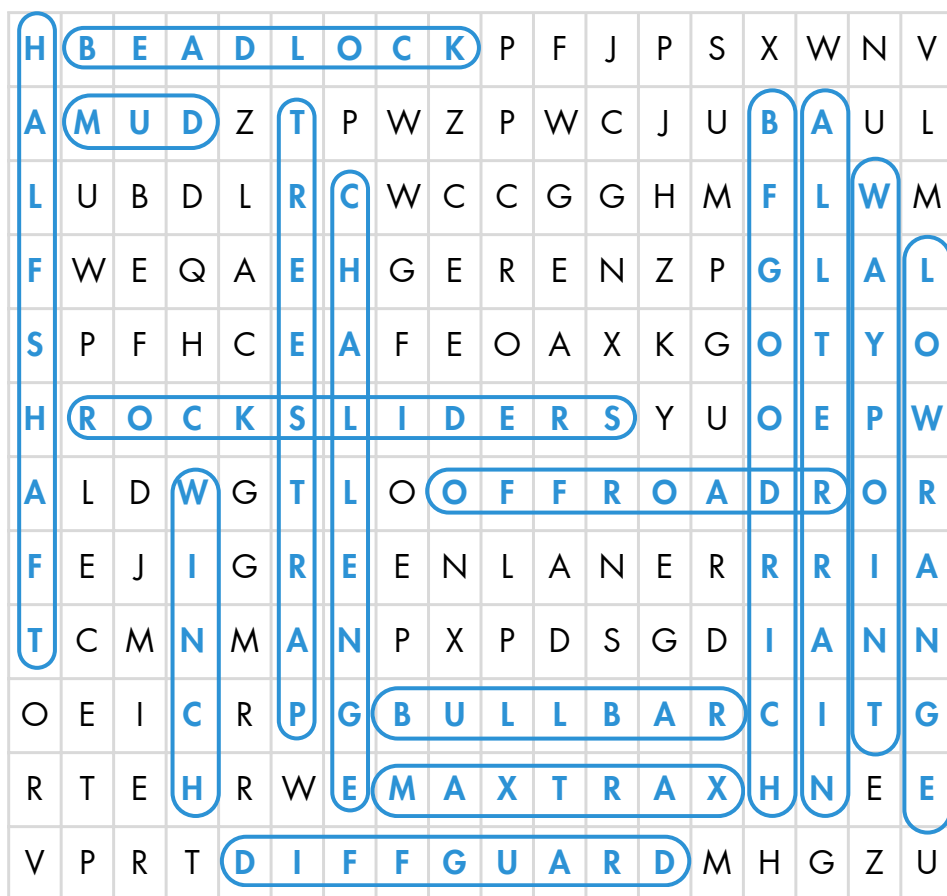 H B E A D L O C K P F J P S X W N V
A M U D Z T P W Z P W C J U B A U L
L U B D L R C W C C G G H M F L W M
F W E Q A E H G E R E N Z P G L A L
S P F H C E A F E O A X K G O T Y O
H R O C K S L I D E R S Y U O E P W
A L D W G T L O O F F R O A D R O R
F E J I G R E E N L A N E R R R I A
T C M N M A N P X P D S G D I A N N
O E I C R P G B U L L B A R C I T G
R T E H R W E M A X T R A X H N E E
V P R T D I F F G U A R D M H G Z U